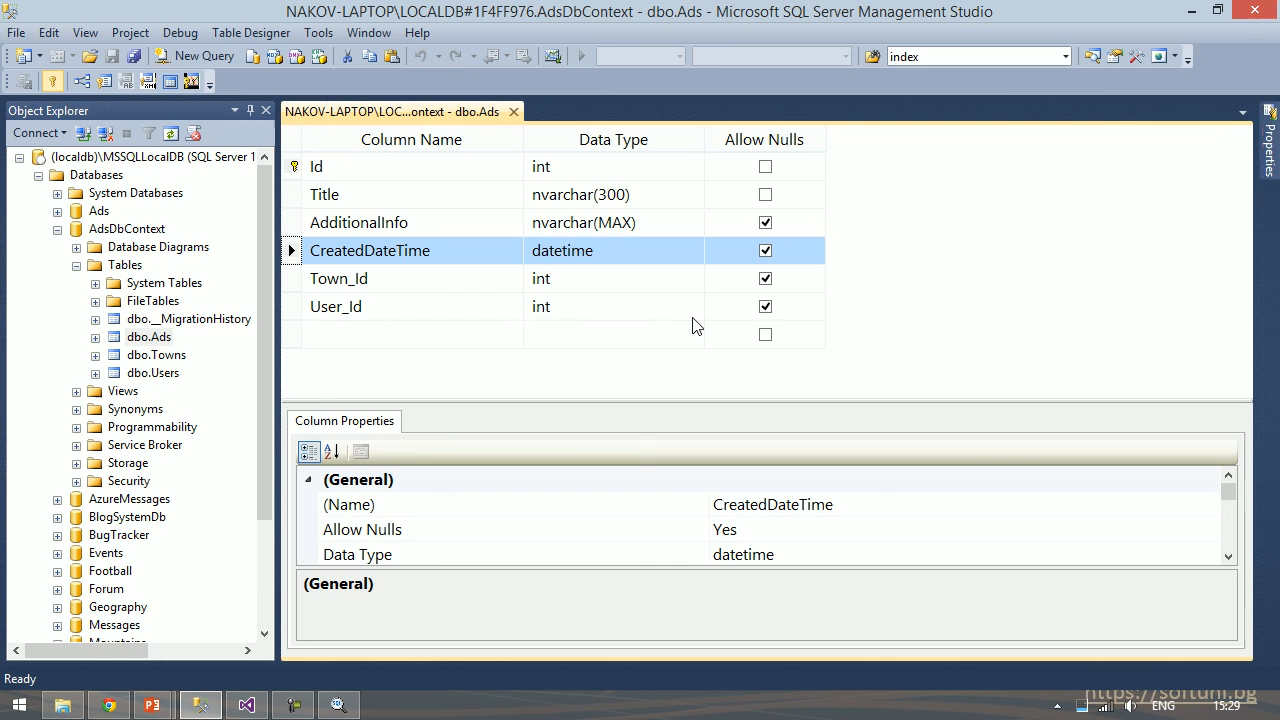 NAKOV-LAPTOP\LOCALDB#1F4FF976.AdsDbContext - dbo.Ads - Microsoft SQL Server Management Studio
File Edit View Project Debug Table Designer Tools Window Help
New Query index
Object Explorer
NAKOV-LAPTOP\LOC...ontext - dbo.Ads
Properties
Connect
(localdb)\MSSQLLocalDB (SQL Server 1
Databases
System Databases
Ads
AdsDbContext
Database Diagrams
Tables
System Tables
FileTables
dbo.__MigrationHistory
dbo.Ads
dbo.Towns
dbo.Users
Views
Synonyms
Programmability
Service Broker
Storage
Security
AzureMessages
BlogSystemDb
BugTracker
Events
Football
Forum
Geography
Messages
Mountains
Column Name Data Type Allow Nulls
Id int
Title nvarchar(300)
AdditionalInfo nvarchar(MAX)
CreatedDateTime datetime
Town_Id int
User_Id int
Column Properties
(General)
(Name) CreatedDateTime
Allow Nulls Yes
Data Type datetime
(General)
Ready
https://softuni.bg
ENG 15:29